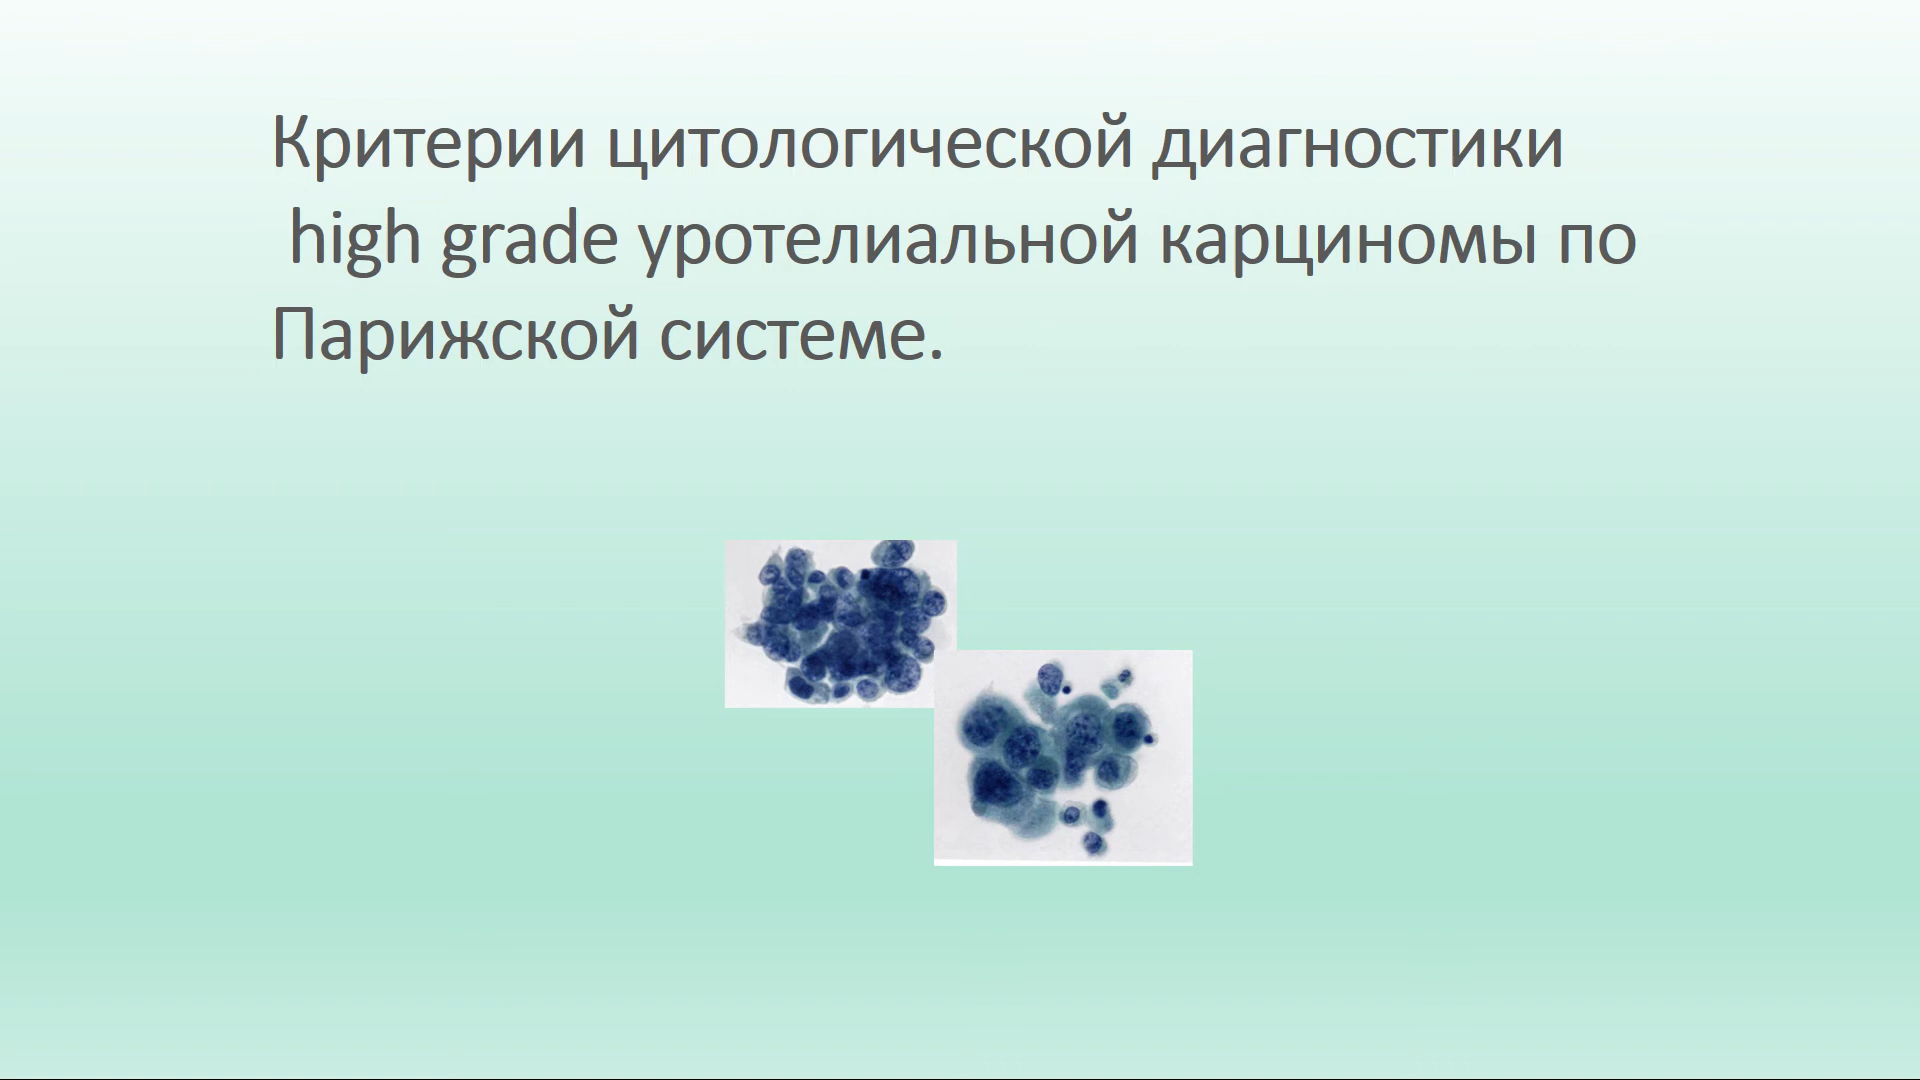 Критерии цитологической диагностики
high grade уротелиальной карциномы по
Парижской системе.